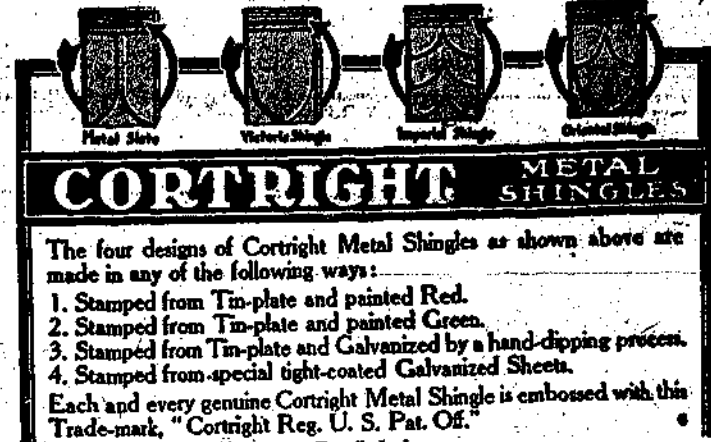 Metal Slate
Victoria Shingle
Imperial Shingle
Oriental Shingle
CORTRIGHT METAL SHINGLES
The four designs of Cortright Metal Shingles as shown above are
made in any of the following ways:
1. Stamped from Tin-plate and painted Red.
2. Stamped from Tin-plate and painted Green.
3. Stamped from Tin-plate and Galvanized by a hand-dipping process.
4. Stamped from special tight-coated Galvanized Sheets.
Each and every genuine Cortright Metal Shingle is embossed with this
Trade-mark, "Cortright Reg. U. S. Pat. Off."